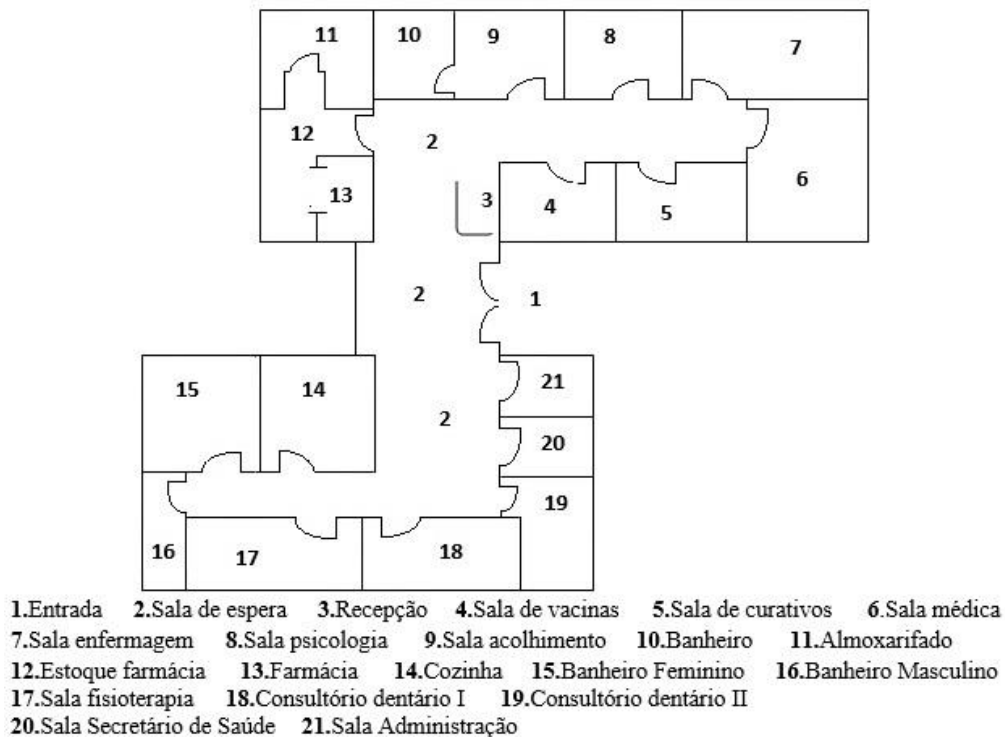 11 10 9 8 7
12 2
13 3 4 5 6
2 1
15 14 21
2
20
19
16 17 18
1.Entrada 2.Sala de espera 3.Recepção 4.Sala de vacinas 5.Sala de curativos 6.Sala médica
7.Sala enfermagem 8.Sala psicologia 9.Sala acolhimento 10.Banheiro 11.Almoxarifado
12.Estoque farmácia 13.Farmácia 14.Cozinha 15.Banheiro Feminino 16.Banheiro Masculino
17.Sala fisioterapia 18.Consultório dentário I 19.Consultório dentário II
20.Sala Secretário de Saúde 21.Sala Administração